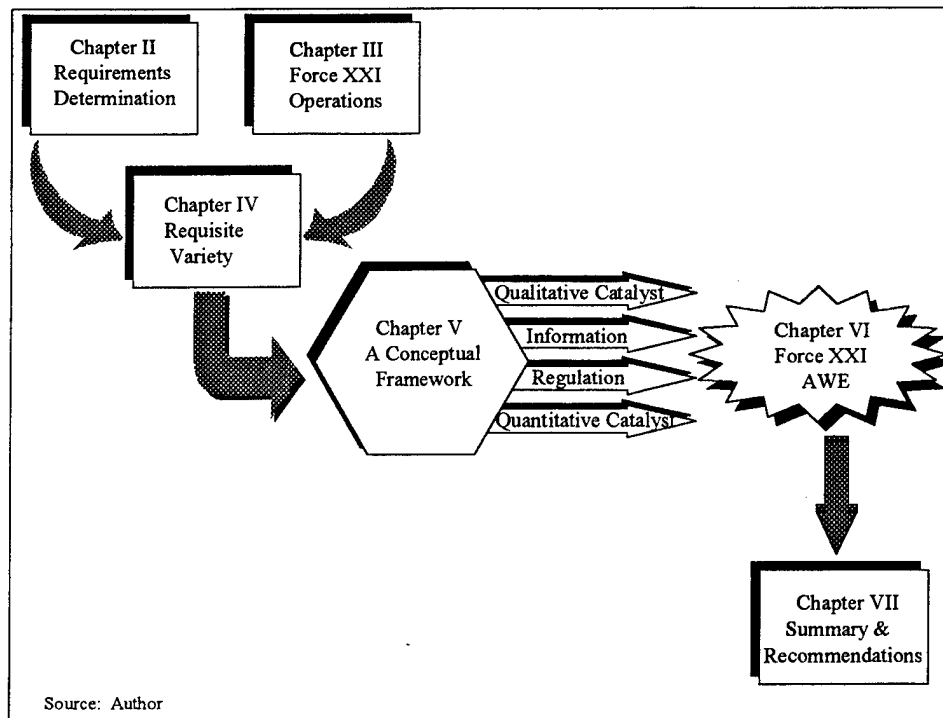 Chapter II
Requirements
Determination
Chapter III
Force XXI
Operations
Chapter IV
Requisite
Variety
Chapter V
A Conceptual
Framework
Qualitative Catalyst
Information
Regulation
Quantitative Catalyst
Chapter VI
Force XXI
AWE
Chapter VII
Summary &
Recommendations
Source: Author